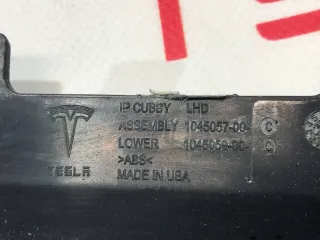 IP CUBBY LHD
ASSEMBLY 1045057-00- C
LOWER 1045059-00- C
>ABS<
TESLA MADE IN USA